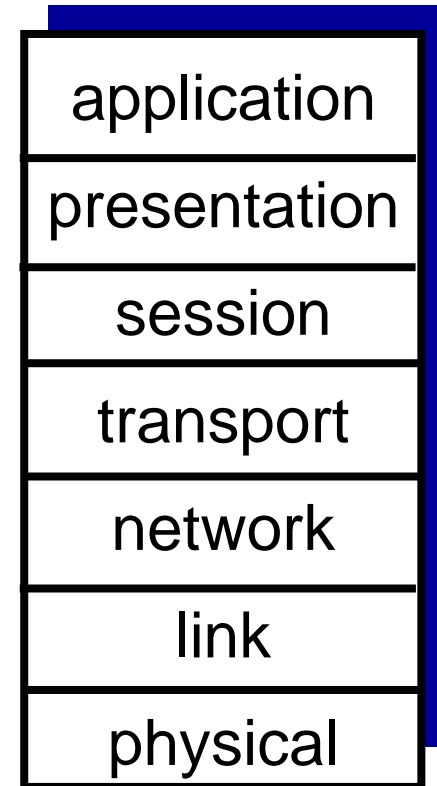 application
presentation
session
transport
network
link
physical